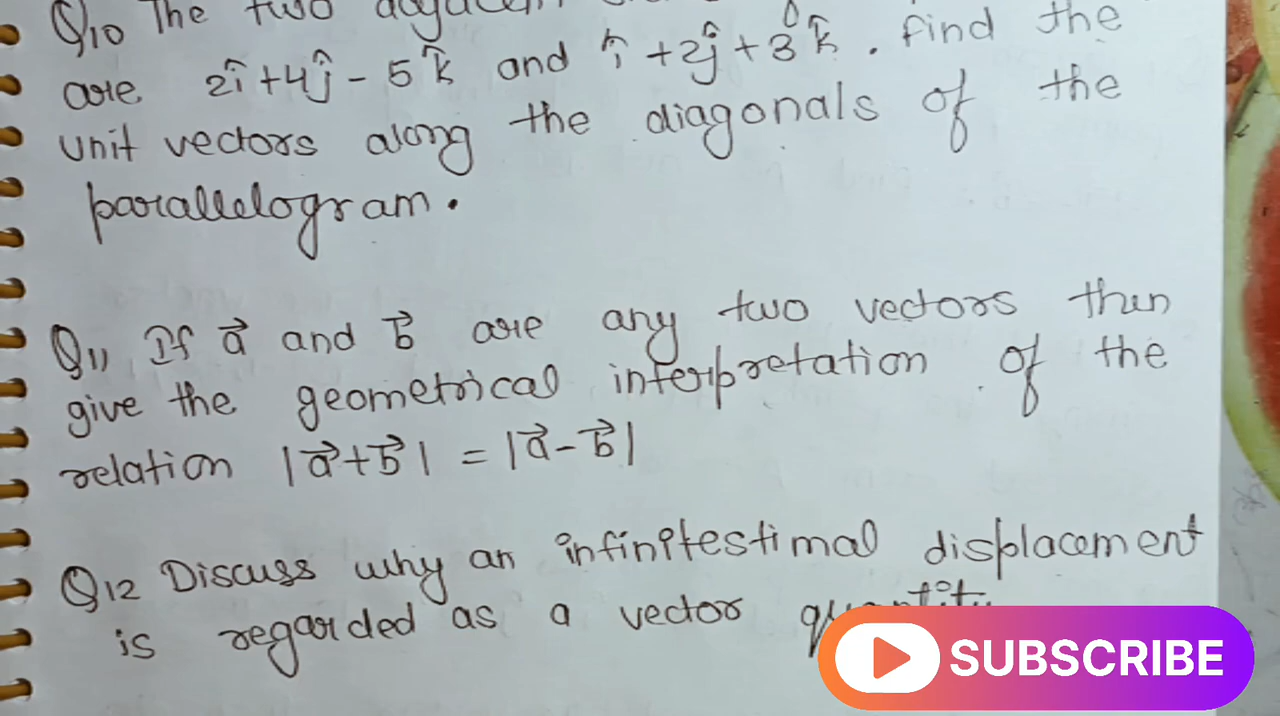 Q10 The two adjacent
are 2î+4ĵ-5k̂ and î+2ĵ+3k̂. find the
unit vectors along the diagonals of the
parallelogram.
Q11 If a⃗ and b⃗ are any two vectors then
give the geometrical interpretation of the
relation |a⃗+b⃗| = |a⃗-b⃗|
Q12 Discuss why an infinitestimal displacement
is regarded as a vector quantity
SUBSCRIBE